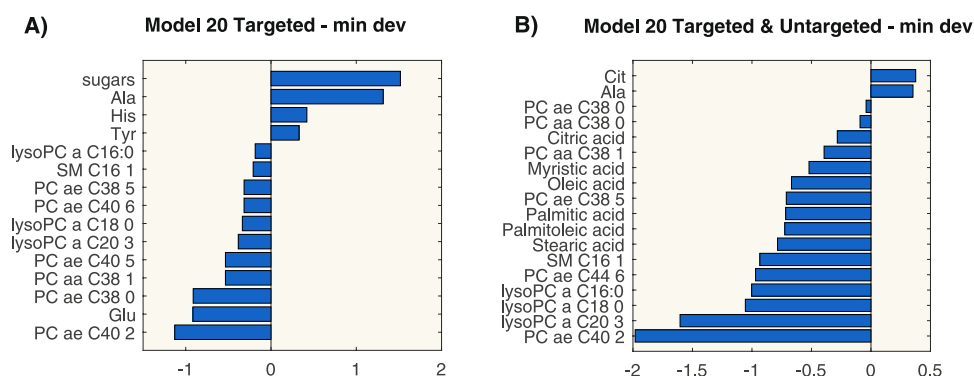 A)
Model 20 Targeted - min dev
sugars
Ala
His
Tyr
lysoPC a C16:0
SM C16 1
PC ae C38 5
PC ae C40 6
lysoPC a C18 0
lysoPC a C20 3
PC ae C40 5
PC aa C38 1
PC ae C38 0
Glu
PC ae C40 2
-1 0 1 2
B)
Model 20 Targeted & Untargeted - min dev
Cit
Ala
PC ae C38 0
PC aa C38 0
Citric acid
PC aa C38 1
Myristic acid
Oleic acid
PC ae C38 5
Palmitic acid
Palmitoleic acid
Stearic acid
SM C16 1
PC ae C44 6
lysoPC a C16:0
lysoPC a C18 0
lysoPC a C20 3
PC ae C40 2
-2 -1.5 -1 -0.5 0 0.5